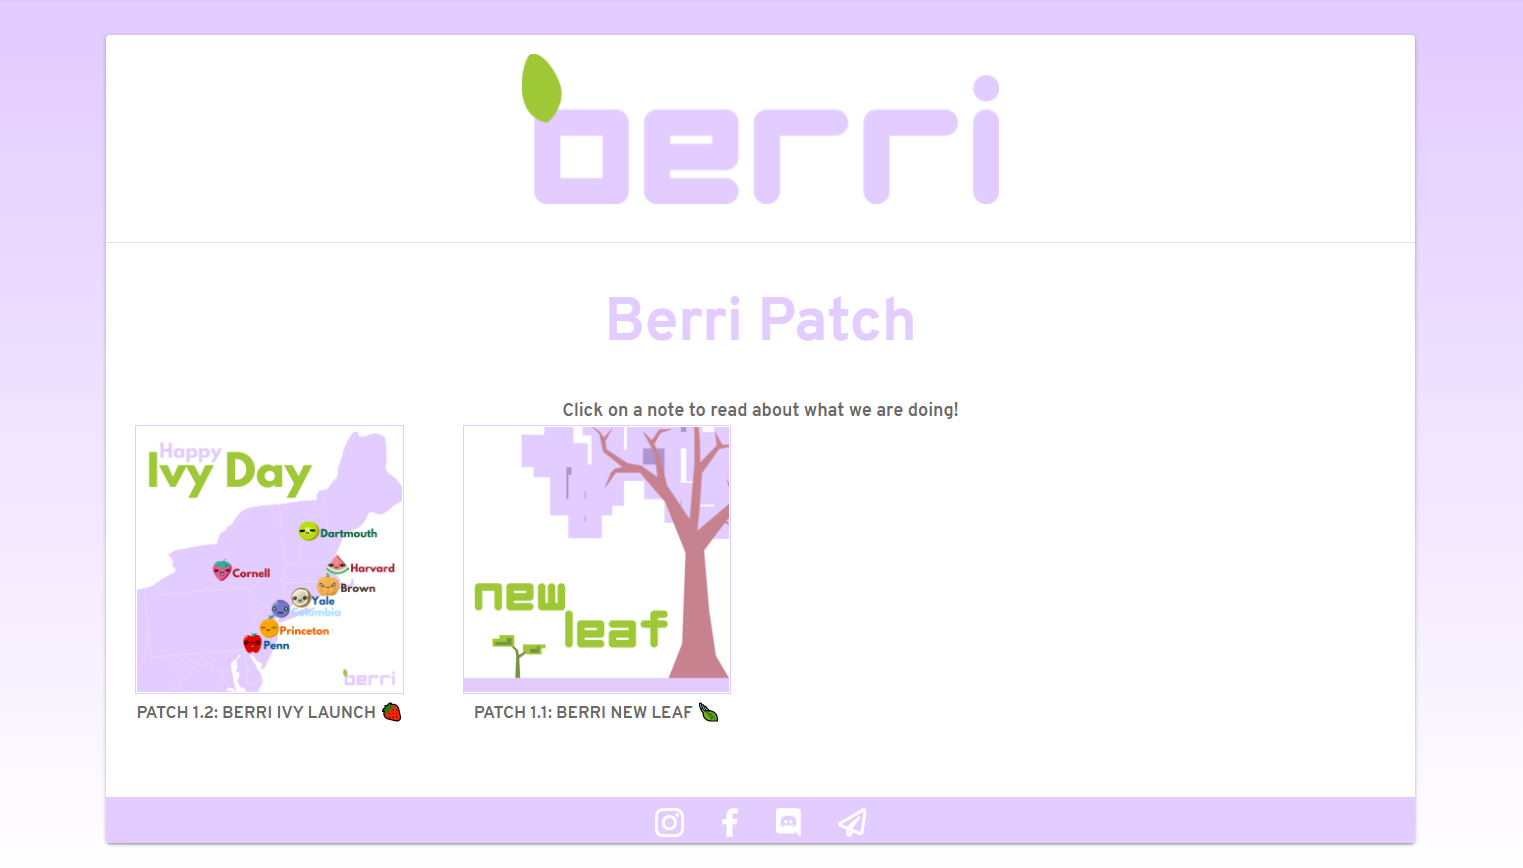 berri
Berri Patch
Click on a note to read about what we are doing!
Happy
Ivy Day
Dartmouth
Cornell
Harvard
Brown
Yale
Columbia
Princeton
Penn
berri
new
leaf
PATCH 1.2: BERRI IVY LAUNCH 🍓
PATCH 1.1: BERRI NEW LEAF 🍃